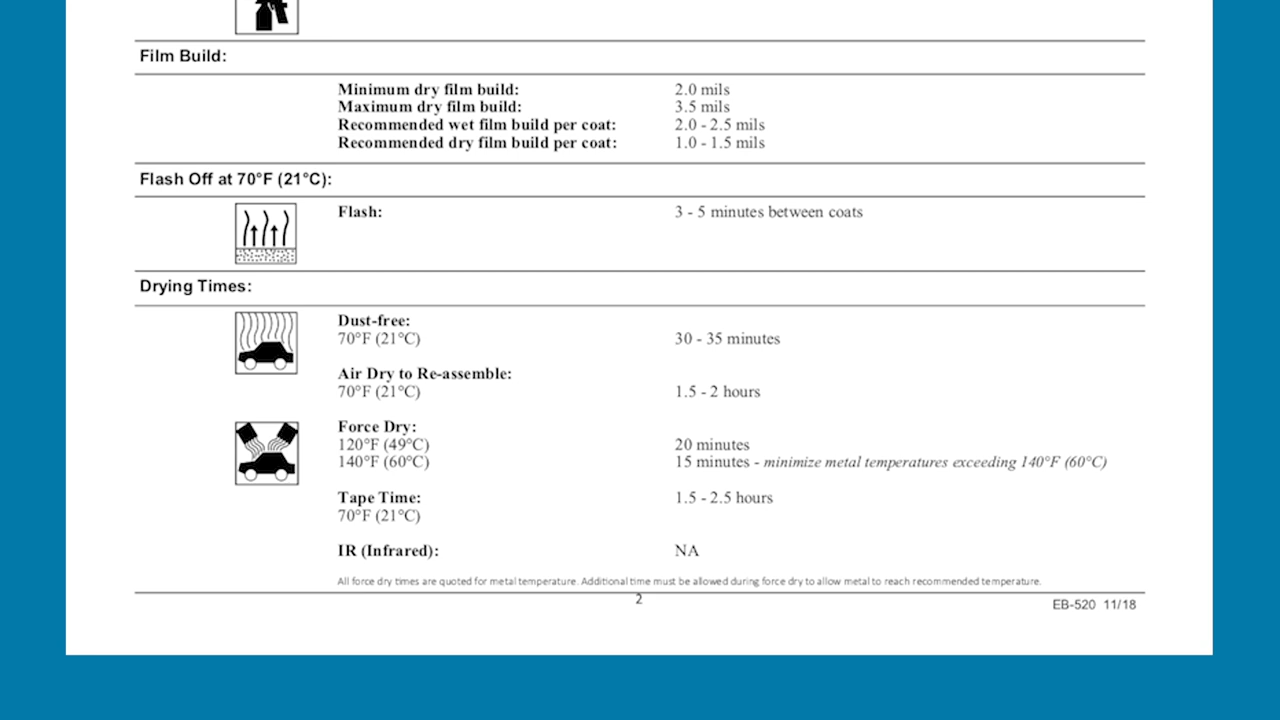 Film Build:
Minimum dry film build: 2.0 mils
Maximum dry film build: 3.5 mils
Recommended wet film build per coat: 2.0 - 2.5 mils
Recommended dry film build per coat: 1.0 - 1.5 mils
Flash Off at 70°F (21°C):
Flash: 3 - 5 minutes between coats
Drying Times:
Dust-free:
70°F (21°C) 30 - 35 minutes
Air Dry to Re-assemble:
70°F (21°C) 1.5 - 2 hours
Force Dry:
120°F (49°C) 20 minutes
140°F (60°C) 15 minutes - minimize metal temperatures exceeding 140°F (60°C)
Tape Time: 1.5 - 2.5 hours
70°F (21°C)
IR (Infrared): NA
All force dry times are quoted for metal temperature. Additional time must be allowed during force dry to allow metal to reach recommended temperature.
2
EB-520 11/18